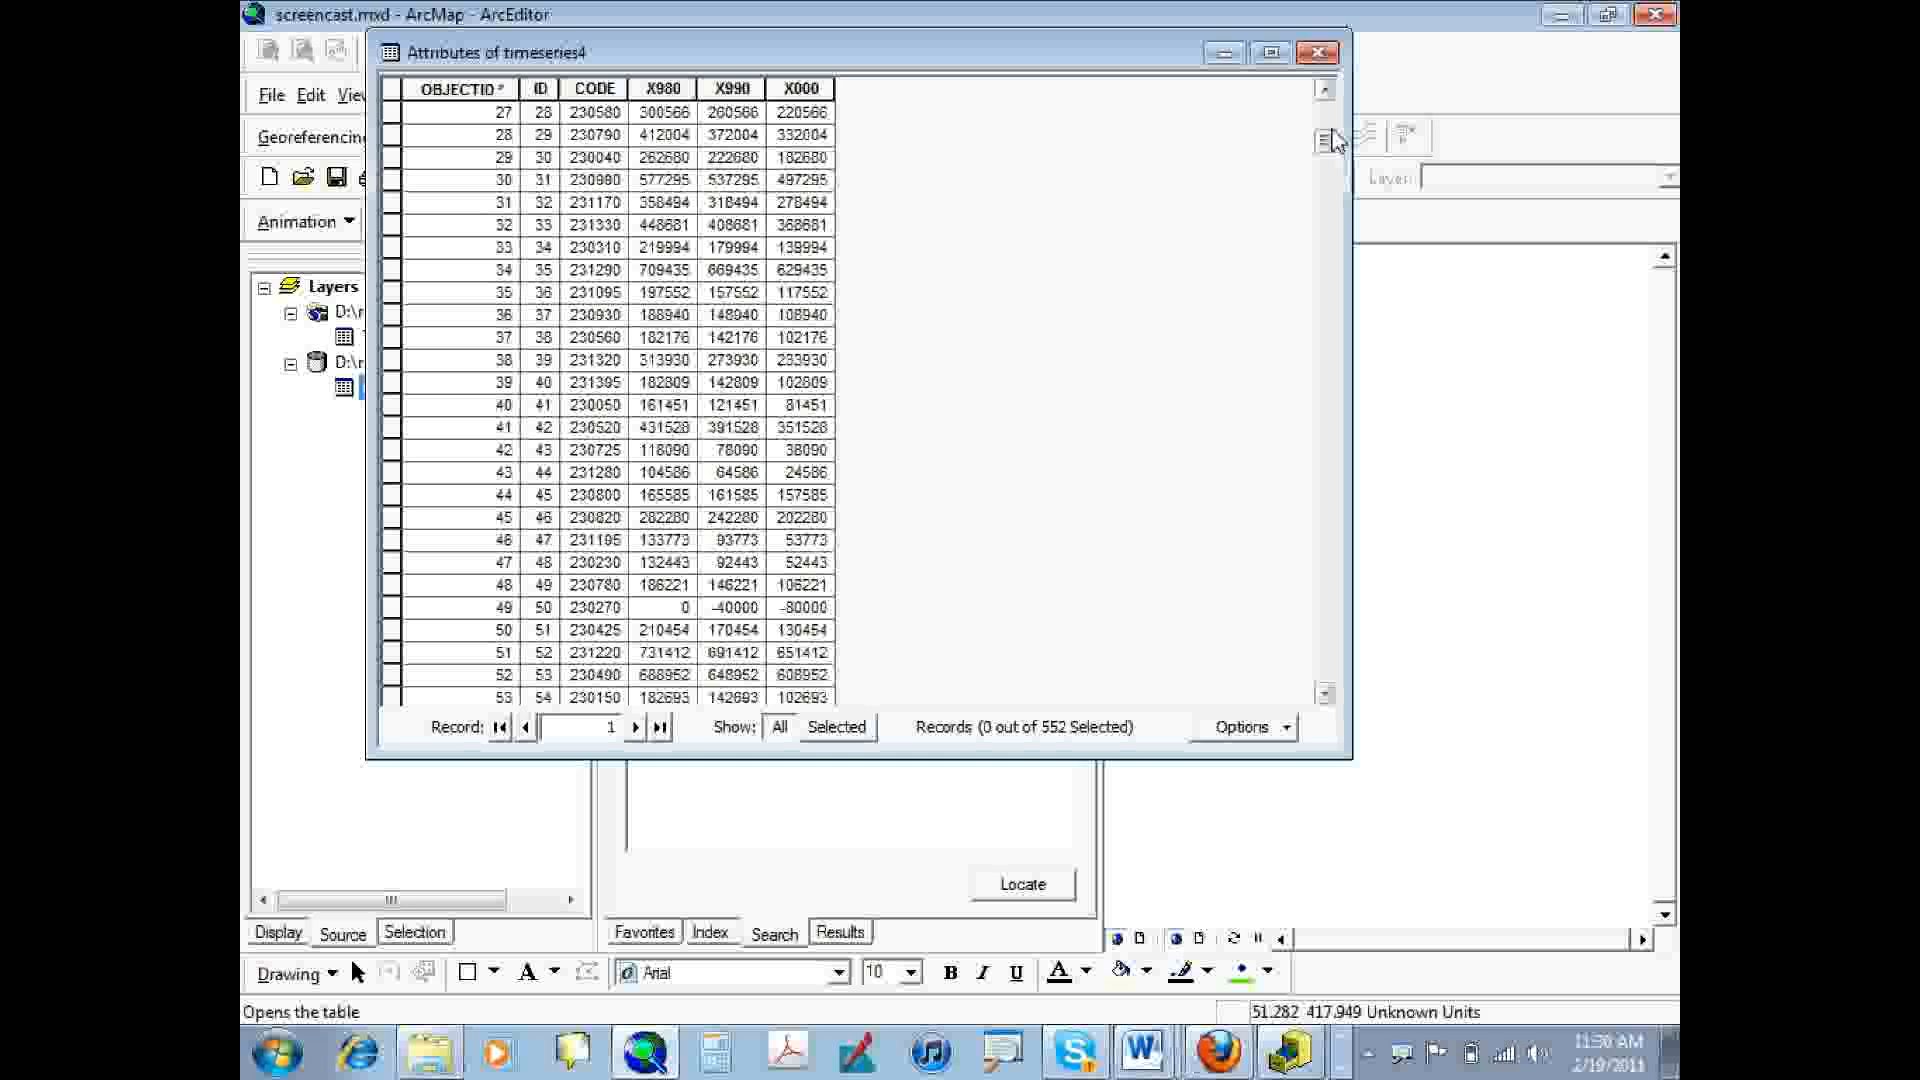 screencast.mxd - ArcMap - ArcEditor
Attributes of timeseries4
File Edit
Georeferencing
Animation
Layers
D:\r
D:\r
OBJECTID * ID CODE X980 X990 X000
27 28 230580 300566 260566 220566
28 29 230790 412004 372004 332004
29 30 230040 262680 222680 182680
30 31 230980 577295 537295 497295
31 32 231170 358494 318494 278494
32 33 231330 448681 408681 368681
33 34 230310 219994 179994 139994
34 35 231290 709435 669435 629435
35 36 231095 197552 157552 117552
36 37 230930 188940 148940 108940
37 38 230560 182176 142176 102176
38 39 231320 313930 273930 233930
39 40 231395 182809 142809 102809
40 41 230050 161451 121451 81451
41 42 230520 431528 391528 351528
42 43 230725 118090 78090 38090
43 44 231280 104586 64586 24586
44 45 230800 165585 161585 157585
45 46 230820 282280 242280 202280
46 47 231195 133773 93773 53773
47 48 230230 132443 92443 52443
48 49 230780 186221 146221 106221
49 50 230270 0 -40000 -80000
50 51 230425 210454 170454 130454
51 52 231220 731412 691412 651412
52 53 230490 688952 648952 608952
53 54 230150 182693 142693 102693
Record: 1 Show: All Selected Records (0 out of 552 Selected) Options
Layer:
Locate
Display Source Selection
Favorites Index Search Results
Drawing A Arial 10 B I U A
Opens the table
51.282 417.949 Unknown Units
11:30 AM
2/19/2011